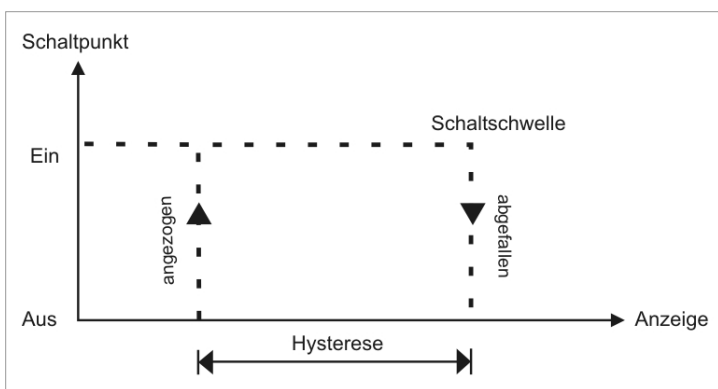 Schaltpunkt
Schaltschwelle
Ein
angezogen
abgefallen
Aus
Anzeige
Hysterese